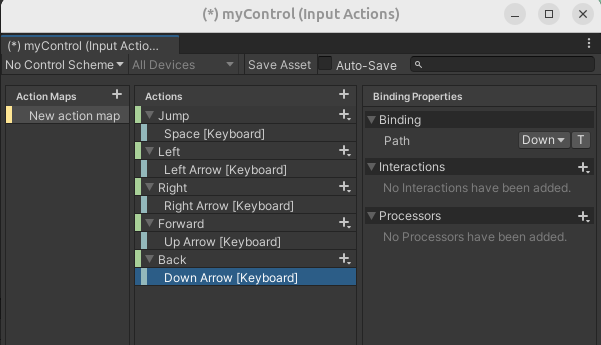 (*) myControl (Input Actions)
(*) myControl (Input Actio...
No Control Scheme All Devices Save Asset Auto-Save
Action Maps
New action map
Actions
Jump
Space [Keyboard]
Left
Left Arrow [Keyboard]
Right
Right Arrow [Keyboard]
Forward
Up Arrow [Keyboard]
Back
Down Arrow [Keyboard]
Binding Properties
Binding
Path Down T
Interactions
No Interactions have been added.
Processors
No Processors have been added.